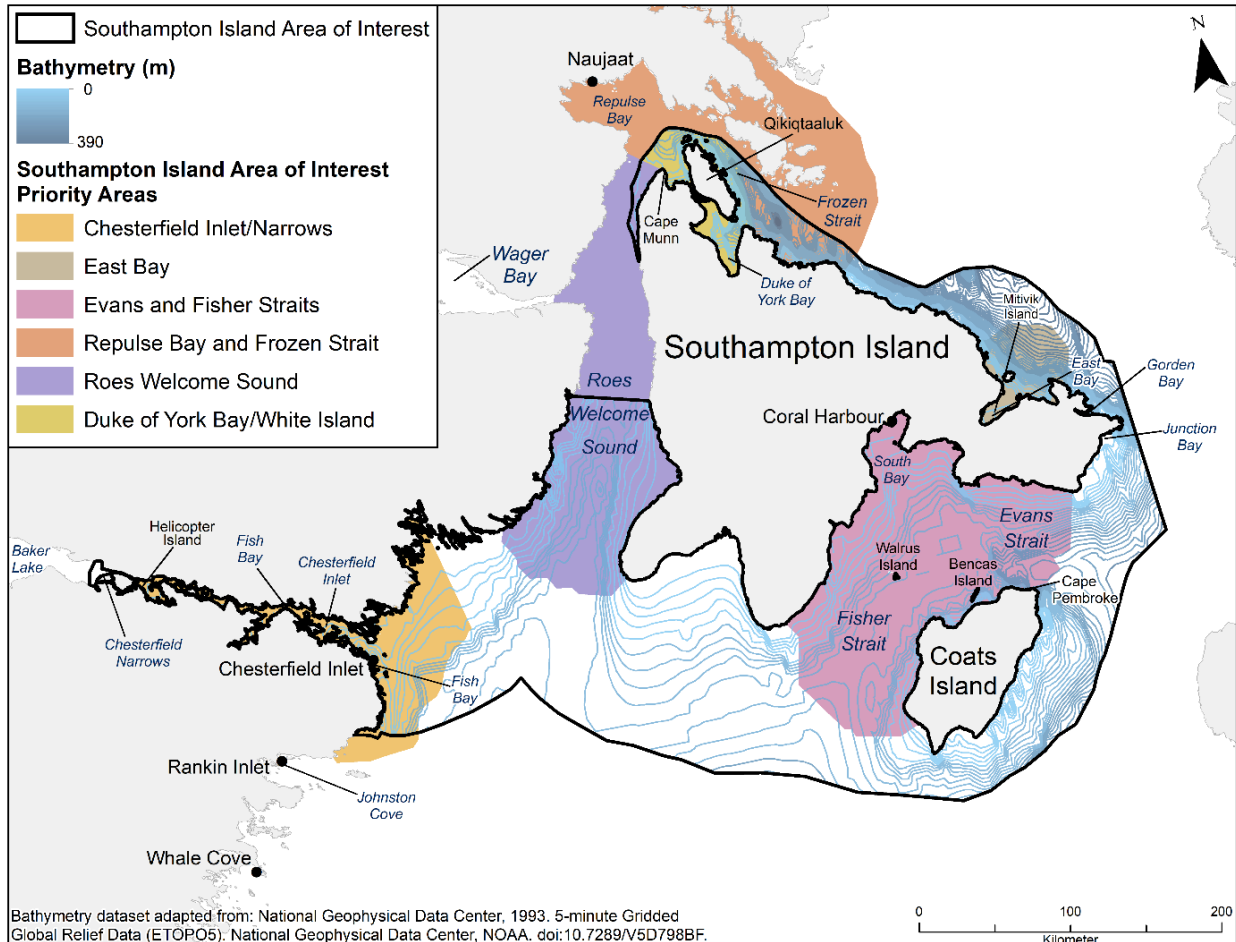 Southampton Island Area of Interest
Bathymetry (m)
0
390
Southampton Island Area of Interest
Priority Areas
Chesterfield Inlet/Narrows
East Bay
Evans and Fisher Straits
Repulse Bay and Frozen Strait
Roes Welcome Sound
Duke of York Bay/White Island
N
Naujaat
Repulse
Bay
Qikiqtaaluk
Frozen
Strait
Cape
Munn
Wager
Bay
Duke of
York Bay
Mitivik
Island
East
Bay
Gorden
Bay
Southampton Island
Roes
Welcome
Sound
Coral Harbour
Junction
Bay
South
Bay
Evans
Strait
Helicopter
Island
Fish
Bay
Chesterfield
Inlet
Baker
Lake
Walrus
Island
Bencas
Island
Cape
Pembroke
Fisher
Strait
Chesterfield
Narrows
Chesterfield Inlet
Fish
Bay
Coats
Island
Rankin Inlet
Johnston
Cove
Whale Cove
Bathymetry dataset adapted from: National Geophysical Data Center, 1993. 5-minute Gridded
Global Relief Data (ETOPO5). National Geophysical Data Center, NOAA. doi:10.7289/V5D798BF.
0 100 200
Kilometer